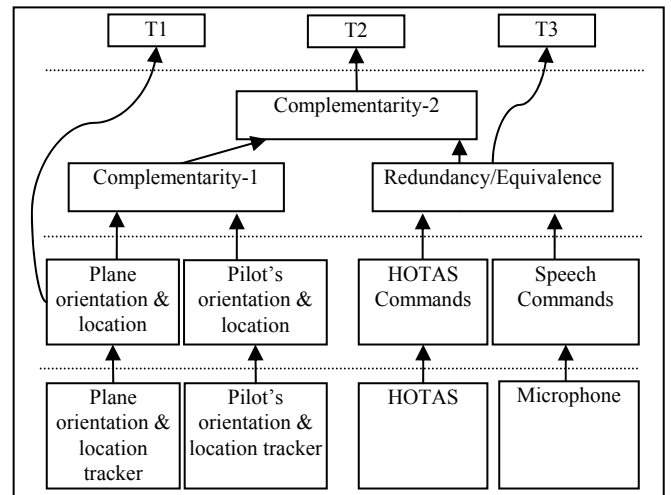 T1
T2
T3
Complementarity-2
Complementarity-1
Redundancy/Equivalence
Plane
orientation &
location
Pilot's
orientation &
location
HOTAS
Commands
Speech
Commands
Plane
orientation &
location
tracker
Pilot's
orientation &
location tracker
HOTAS
Microphone